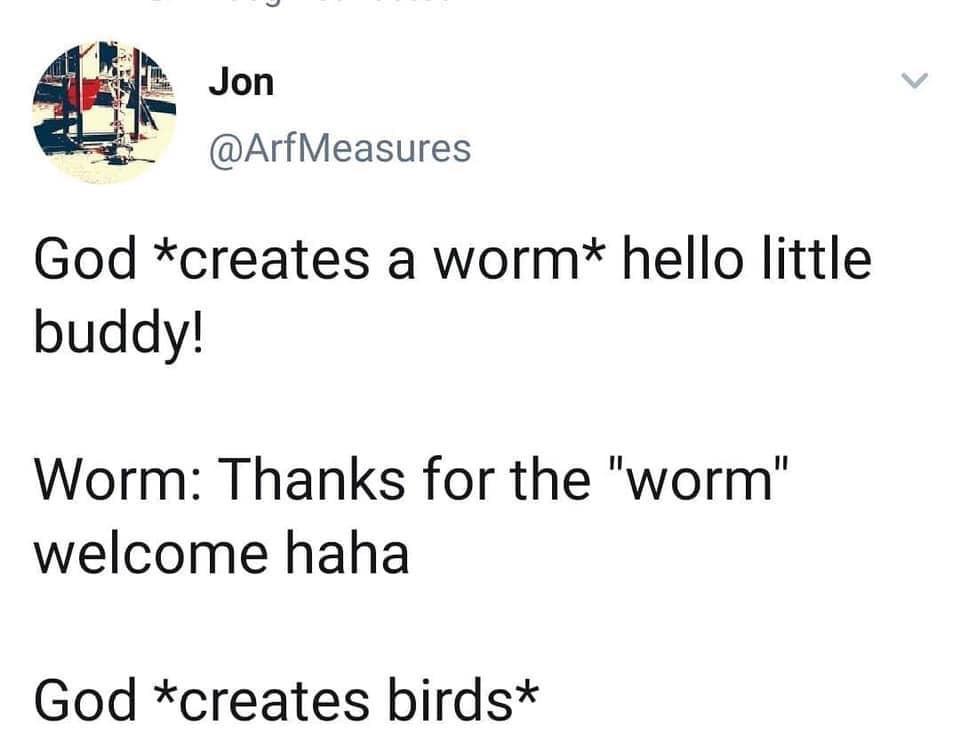 Jon
@ArfMeasures
God *creates a worm* hello little
buddy!
Worm: Thanks for the "worm"
welcome haha
God *creates birds*